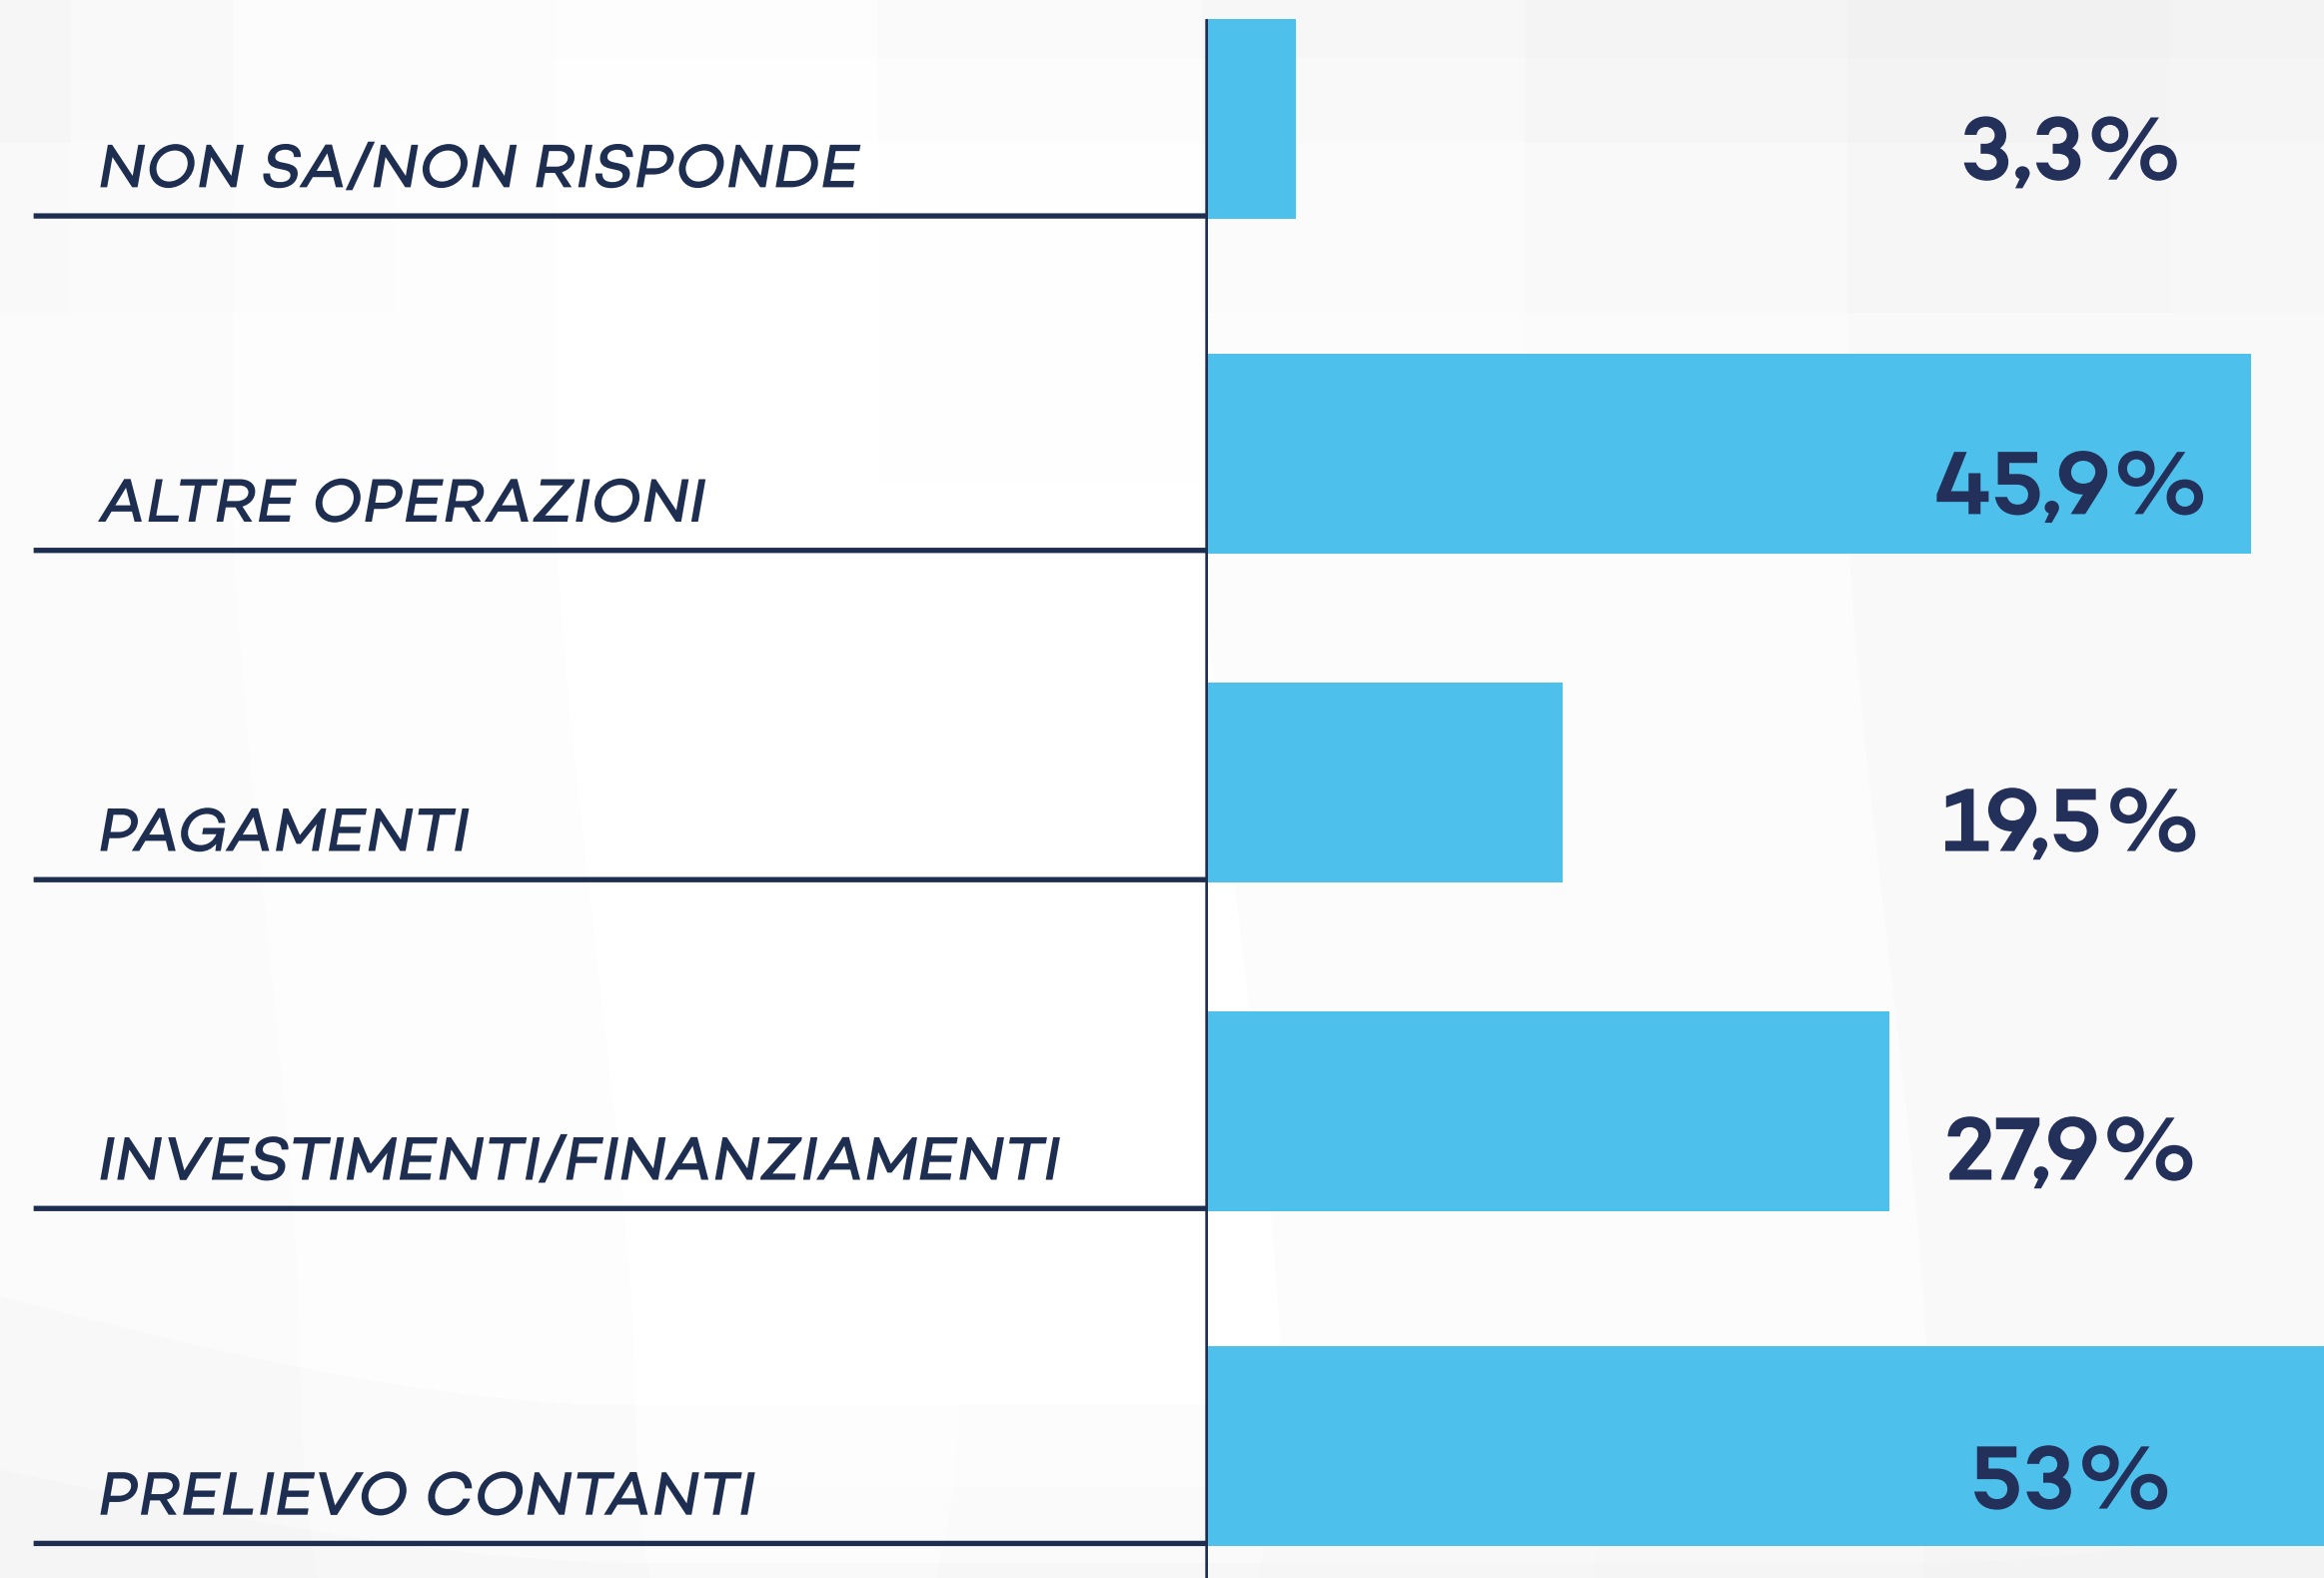 NON SA/NON RISPONDE 3,3%
ALTRE OPERAZIONI 45,9%
PAGAMENTI 19,5%
INVESTIMENTI/FINANZIAMENTI 27,9%
PRELIEVO CONTANTI 53%